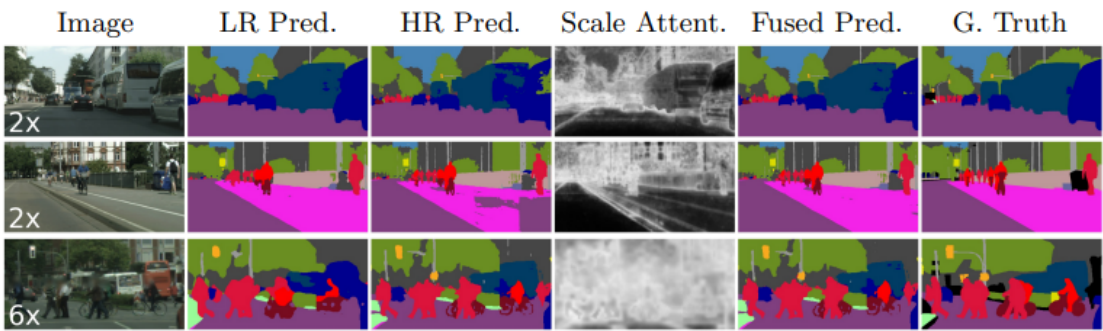 Image LR Pred. HR Pred. Scale Attent. Fused Pred. G. Truth
2x
2x
6x